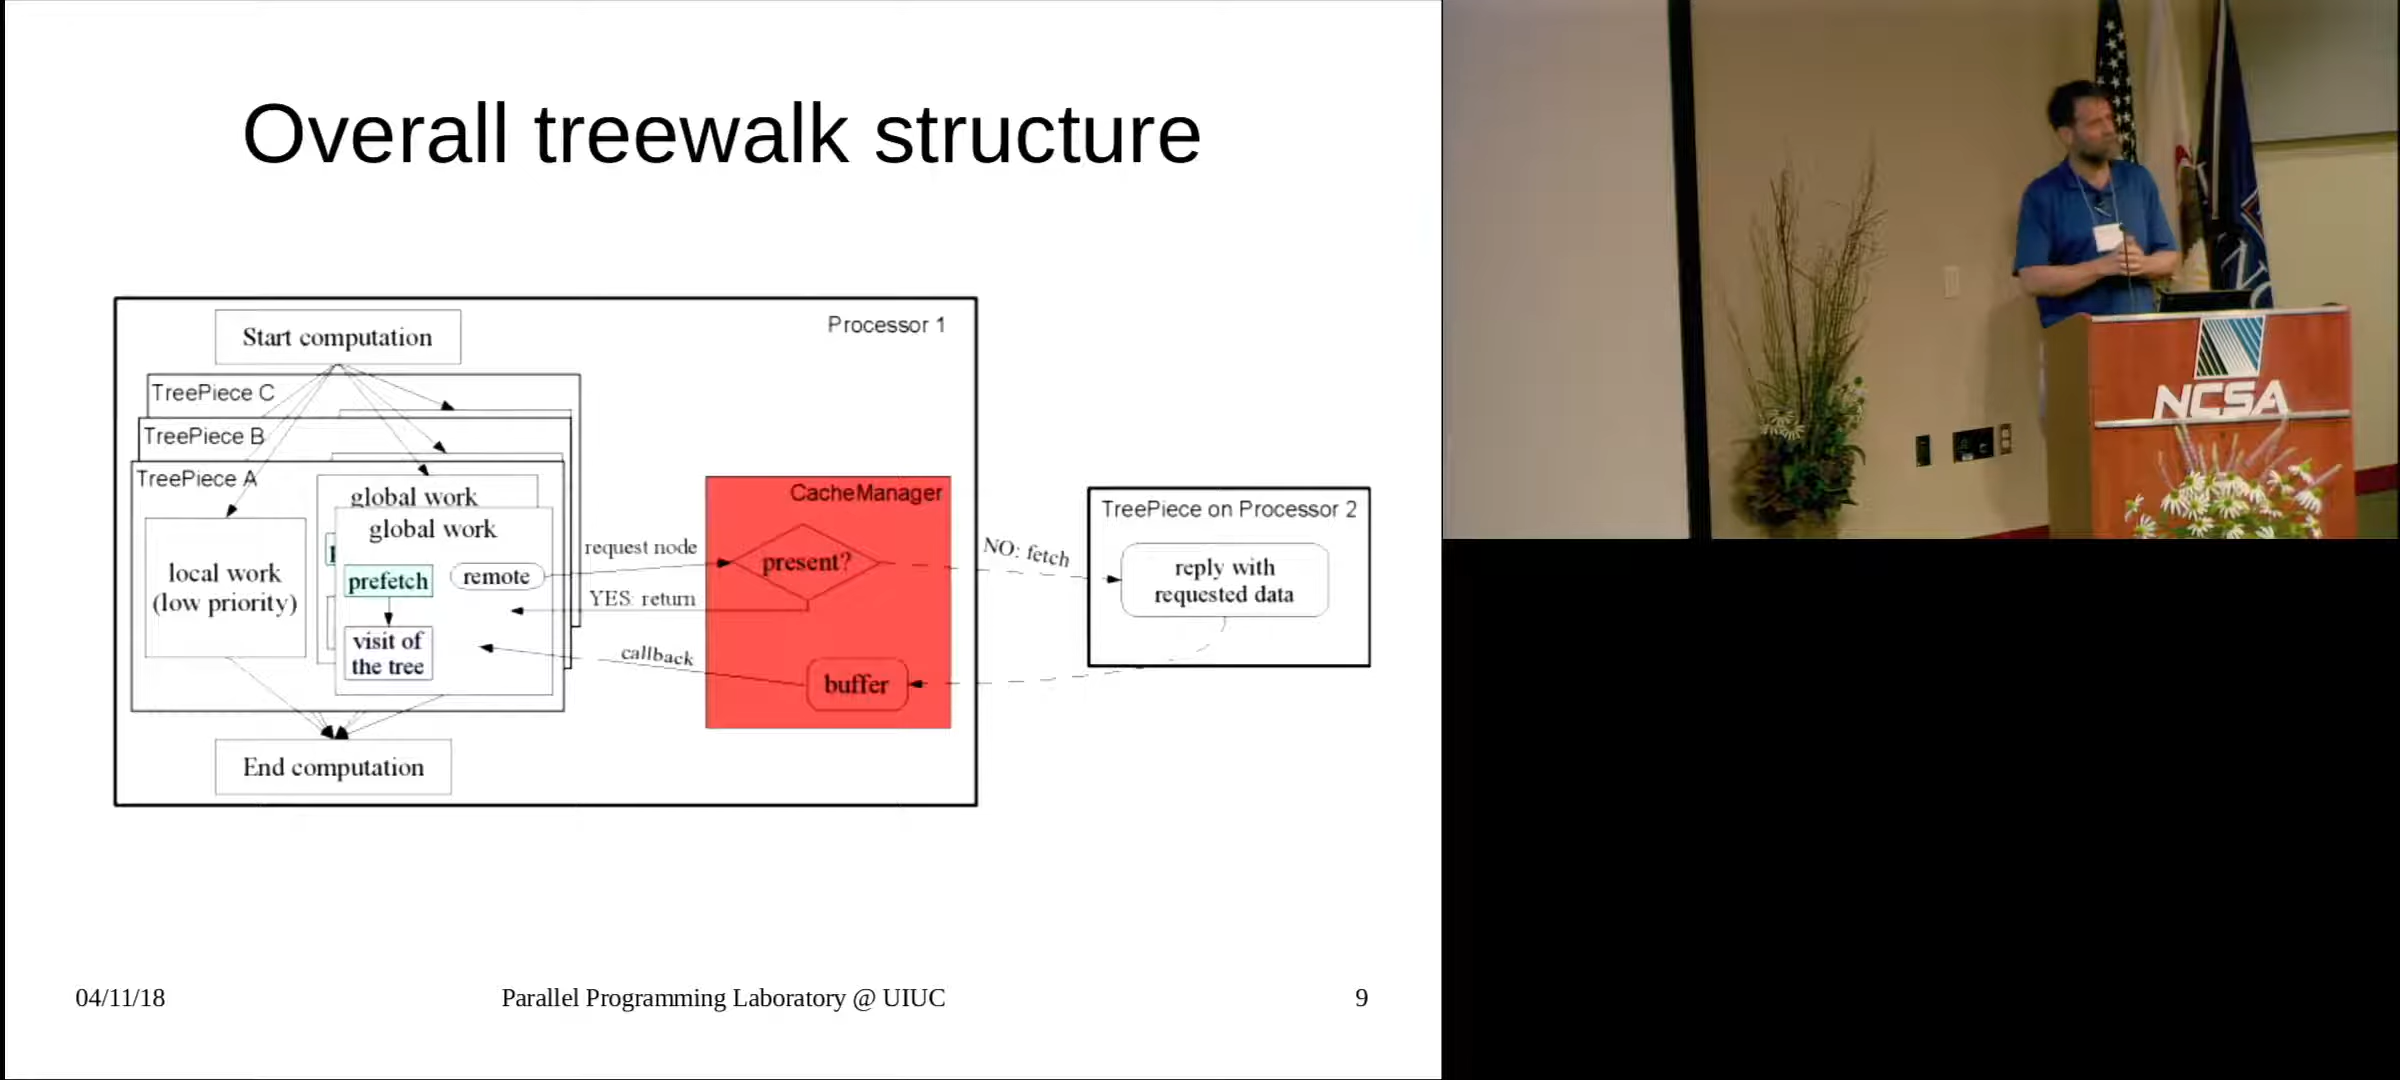 Overall treewalk structure
Start computation
Processor 1
TreePiece C
TreePiece B
TreePiece A
global work
global work
local work
(low priority)
prefetch
remote
visit of
the tree
request node
YES: return
callback
CacheManager
present?
buffer
NO: fetch
TreePiece on Processor 2
reply with
requested data
End computation
04/11/18
Parallel Programming Laboratory @ UIUC
9
NCSA